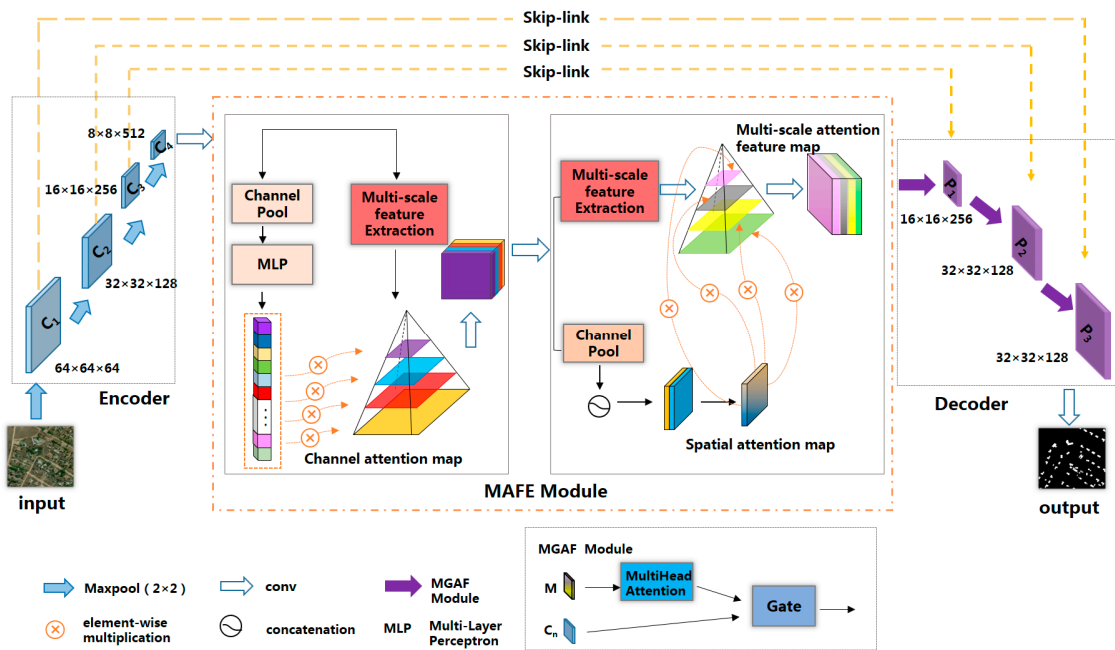 Skip-link
Skip-link
Skip-link
8×8×512
C4
16×16×256
C3
C2
32×32×128
C1
64×64×64
Encoder
input
Channel
Pool
MLP
Multi-scale
feature
Extraction
Channel attention map
Multi-scale
feature
Extraction
Multi-scale attention
feature map
Channel
Pool
Spatial attention map
MAFE Module
P1
16×16×256
P2
32×32×128
P3
32×32×128
Decoder
output
Maxpool（2×2）
conv
MGAF
Module
element-wise
multiplication
concatenation
MLP
Multi-Layer
Perceptron
MGAF Module
M
MultiHead
Attention
Gate
Cn